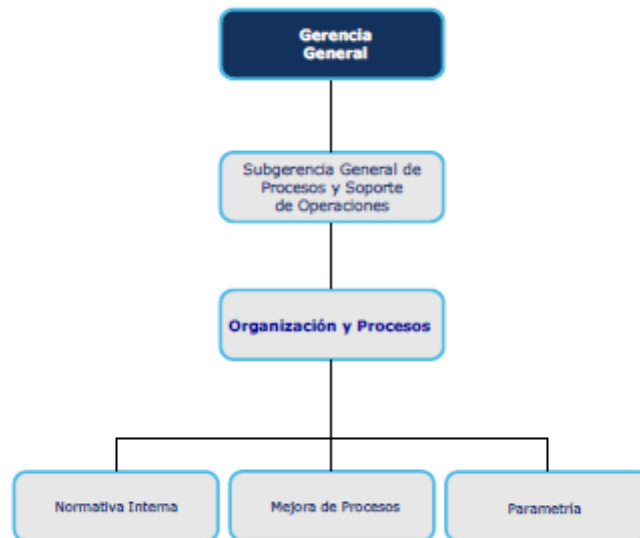 Gerencia
General
Subgerencia General de
Procesos y Soporte
de Operaciones
Organización y Procesos
Normativa Interna
Mejora de Procesos
Parametría